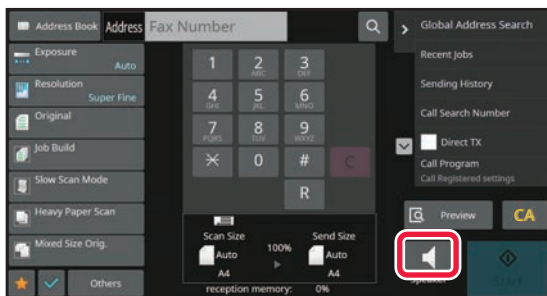 Address Book Address Fax Number
Global Address Search
Exposure
Auto
Resolution
Super Fine
Original
Job Build
Slow Scan Mode
Heavy Paper Scan
Mixed Size Orig.
Others
1 2 3
ABC DEF
4 5 6
GHI JKL MNO
7 8 9
PQRS TUV WXYZ
0 # C
R
Scan Size Send Size
Auto 100% Auto
A4 A4
reception memory: 0%
Recent Jobs
Sending History
Call Search Number
Direct TX
Call Program
Call Registered settings
Preview CA
Speaker Start